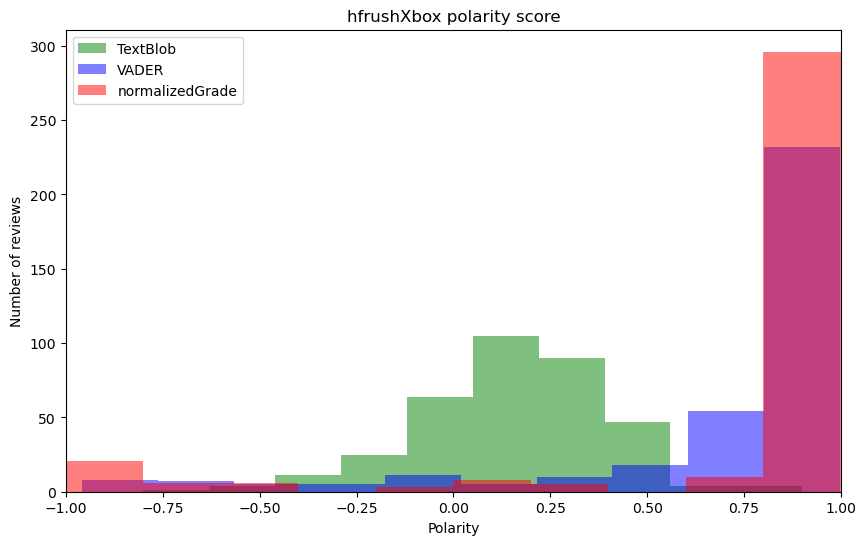 hfrushXbox polarity score
TextBlob
VADER
normalizedGrade
300
250
200
150
100
50
0
Number of reviews
−1.00
−0.75
−0.50
−0.25
0.00
0.25
0.50
0.75
1.00
Polarity